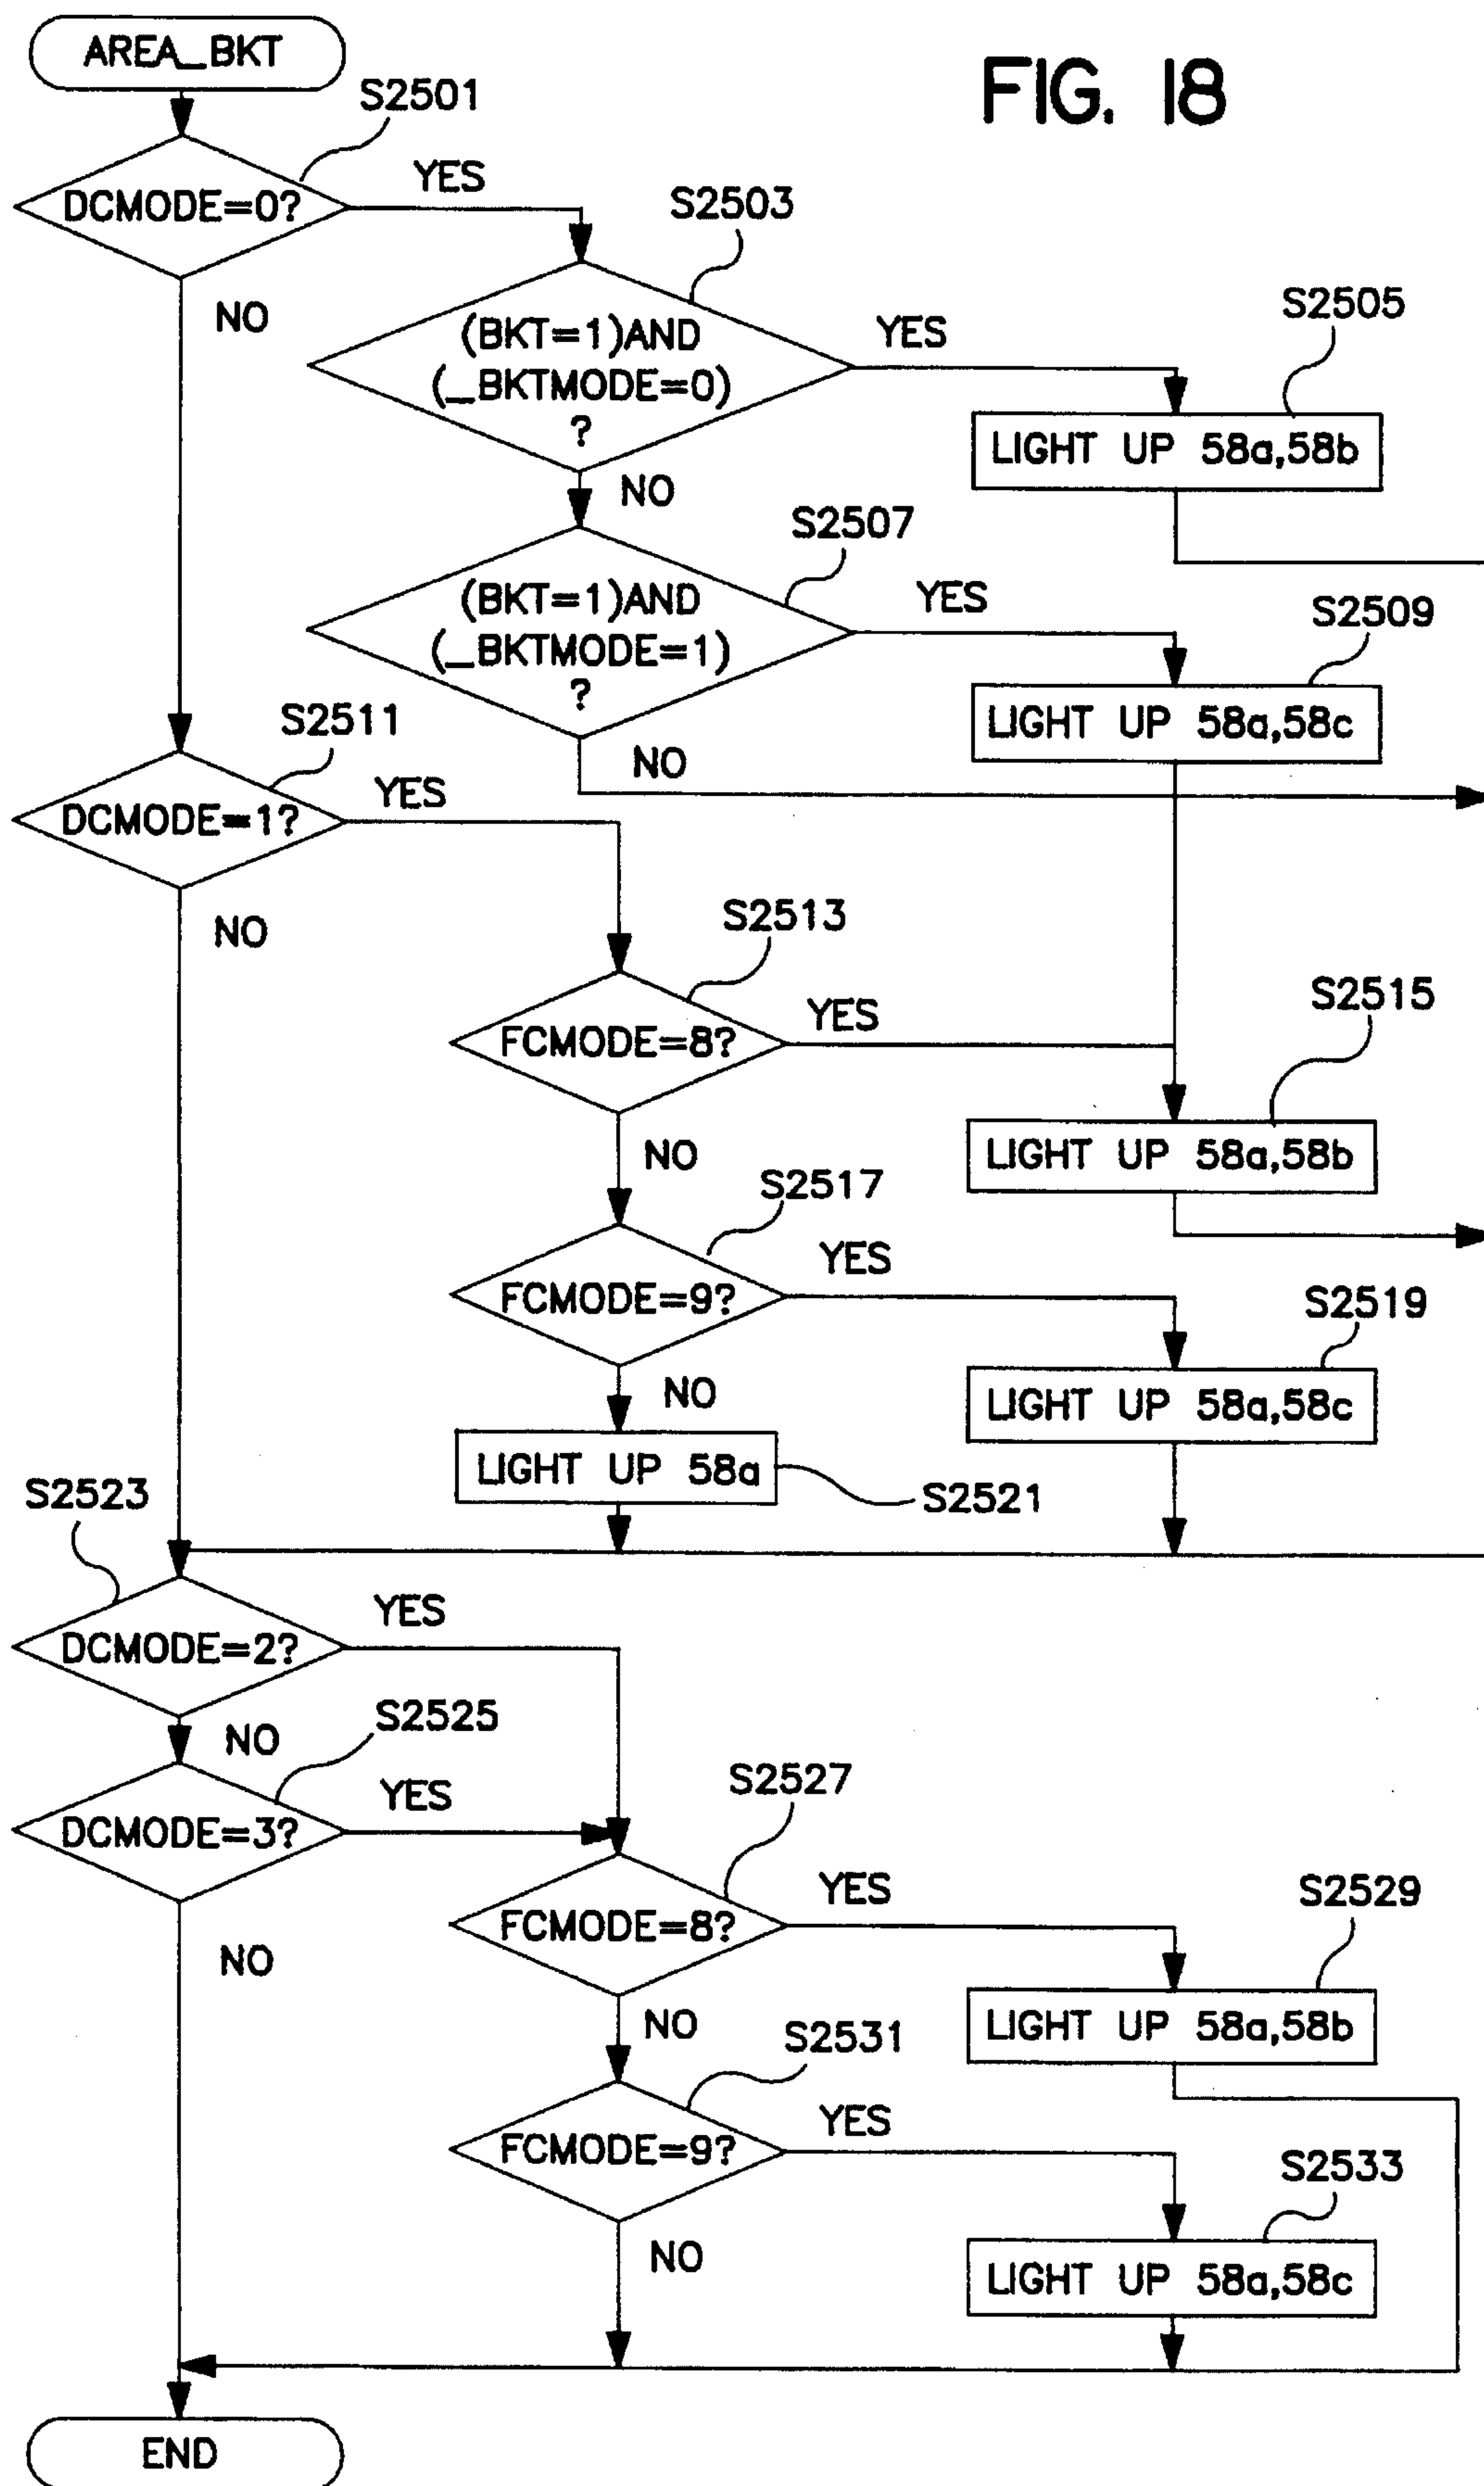 FIG. 18
AREA_BKT
S2501
DCMODE=0?
YES
NO
S2503
(BKT=1)AND
(_BKTMODE=0)
?
YES
NO
S2505
LIGHT UP 58a,58b
S2507
(BKT=1)AND
(_BKTMODE=1)
?
YES
NO
S2509
LIGHT UP 58a,58c
S2511
DCMODE=1?
YES
NO
S2513
FCMODE=8?
YES
NO
S2515
LIGHT UP 58a,58b
S2517
FCMODE=9?
YES
NO
S2519
LIGHT UP 58a,58c
LIGHT UP 58a
S2521
S2523
DCMODE=2?
YES
NO
S2525
DCMODE=3?
YES
NO
S2527
FCMODE=8?
YES
NO
S2529
LIGHT UP 58a,58b
S2531
FCMODE=9?
YES
NO
S2533
LIGHT UP 58a,58c
END